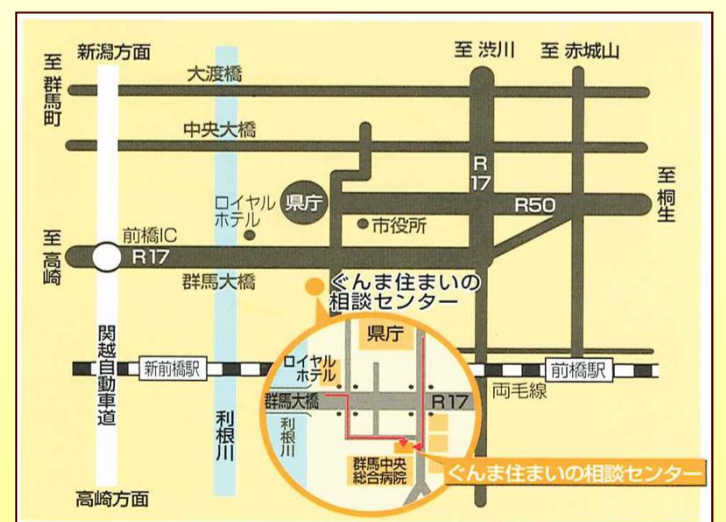 新潟方面
至 渋川
至 赤城山
至群馬町
大渡橋
中央大橋
R17
至桐生
ロイヤル
ホテル
県庁
R50
市役所
至高崎
前橋IC
R17
群馬大橋
ぐんま住まいの
相談センター
関越自動車道
新前橋駅
利根川
県庁
ロイヤル
ホテル
群馬大橋
R17
利根川
群馬中央
総合病院
前橋駅
両毛線
ぐんま住まいの相談センター
高崎方面